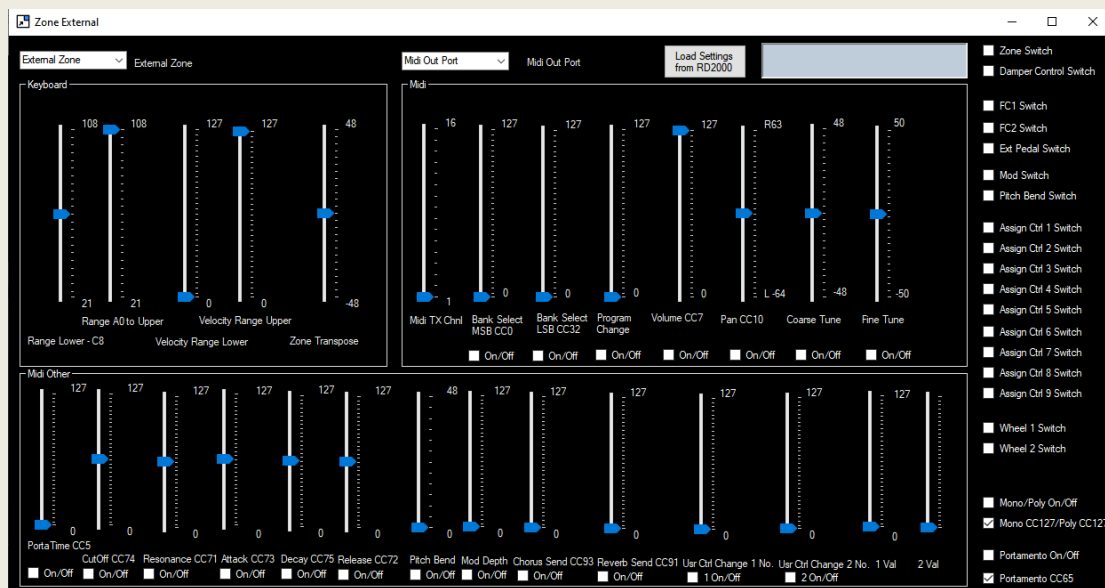 Zone External
External Zone
External Zone
Midi Out Port
Midi Out Port
Load Settings
from RD2000
Keyboard
108
108
127
127
48
21
21
0
0
-48
Range A0 to Upper
Velocity Range Upper
Range Lower - C8
Velocity Range Lower
Zone Transpose
Midi
16
127
127
127
127
R63
48
50
1
0
0
0
0
L -64
-48
-50
Midi TX Chnl
Bank Select
MSB CC0
Bank Select
LSB CC32
Program
Change
Volume CC7
Pan CC10
Coarse Tune
Fine Tune
On/Off
On/Off
On/Off
On/Off
On/Off
On/Off
On/Off
Midi Other
127
127
127
127
127
48
127
127
127
127
127
127
0
0
0
0
0
0
0
0
0
0
0
0
PortaTime CC5
CutOff CC74
Resonance CC71
Attack CC73
Decay CC75
Release CC72
Pitch Bend
Mod Depth
Chorus Send CC93
Reverb Send CC91
Usr Ctrl Change 1 No.
Usr Ctrl Change 2 No.
1 Val
2 Val
On/Off
On/Off
On/Off
On/Off
On/Off
On/Off
On/Off
On/Off
On/Off
On/Off
1 On/Off
2 On/Off
Zone Switch
Damper Control Switch
FC1 Switch
FC2 Switch
Ext Pedal Switch
Mod Switch
Pitch Bend Switch
Assign Ctrl 1 Switch
Assign Ctrl 2 Switch
Assign Ctrl 3 Switch
Assign Ctrl 4 Switch
Assign Ctrl 5 Switch
Assign Ctrl 6 Switch
Assign Ctrl 7 Switch
Assign Ctrl 8 Switch
Assign Ctrl 9 Switch
Wheel 1 Switch
Wheel 2 Switch
Mono/Poly On/Off
Mono CC127/Poly CC127
Portamento On/Off
Portamento CC65